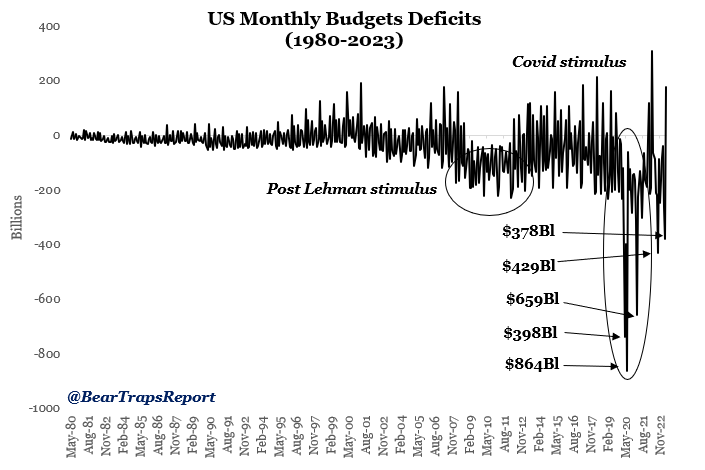 US Monthly Budgets Deficits
(1980-2023)
400
200
0
-200
-400
-600
-800
-1000
Billions
Covid stimulus
Post Lehman stimulus
$378Bl
$429Bl
$659Bl
$398Bl
$864Bl
@BearTrapsReport
May-80
Aug-81
Nov-82
Feb-84
May-85
Aug-86
Nov-87
Feb-89
May-90
Aug-91
Nov-92
Feb-94
May-95
Aug-96
Nov-97
Feb-99
May-00
Aug-01
Nov-02
Feb-04
May-05
Aug-06
Nov-07
Feb-09
May-10
Aug-11
Nov-12
Feb-14
May-15
Aug-16
Nov-17
Feb-19
May-20
Aug-21
Nov-22